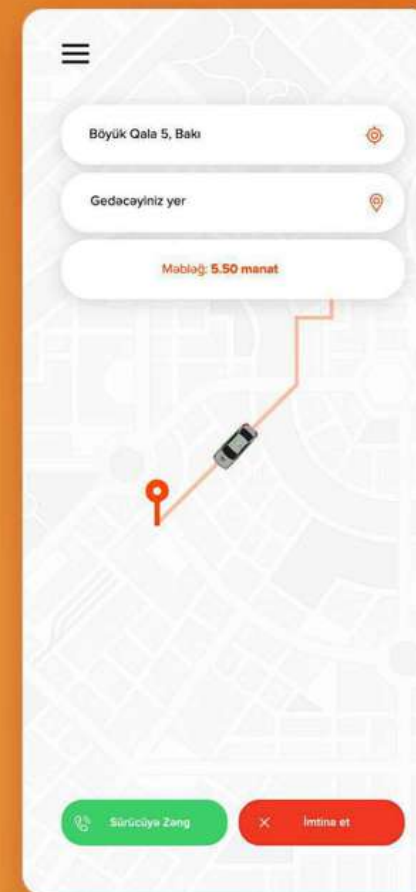 Böyük Qala 5, Bakı
Gedəcəyiniz yer
Məbləğ: 5.50 manat
Sürücüyə Zəng
İmtina et